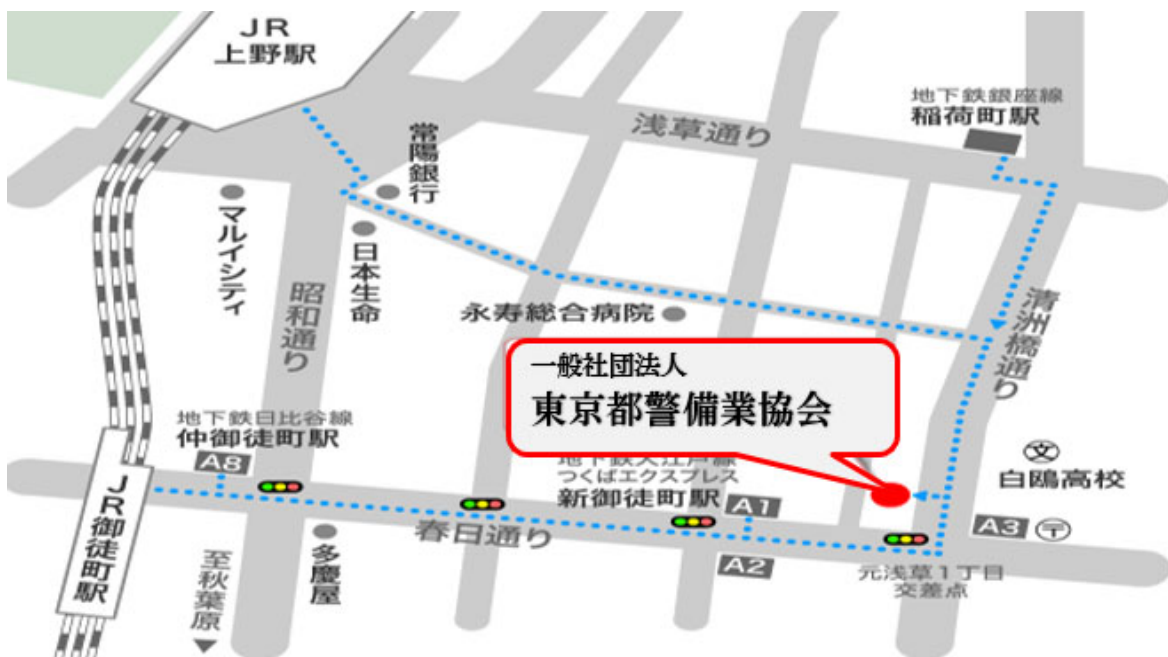 JR
上野駅
地下鉄銀座線
稲荷町駅
浅草通り
常陽銀行
マルイシティ
日本生命
昭和通り
清洲橋通り
永寿総合病院
一般社団法人
東京都警備業協会
地下鉄日比谷線
仲御徒町駅
A8
地下鉄大江戸線
つくばエクスプレス
新御徒町駅
A1
白鴎高校
文
JR御徒町駅
春日通り
A3
〒
A2
多慶屋
至秋葉原
元浅草1丁目
交差点